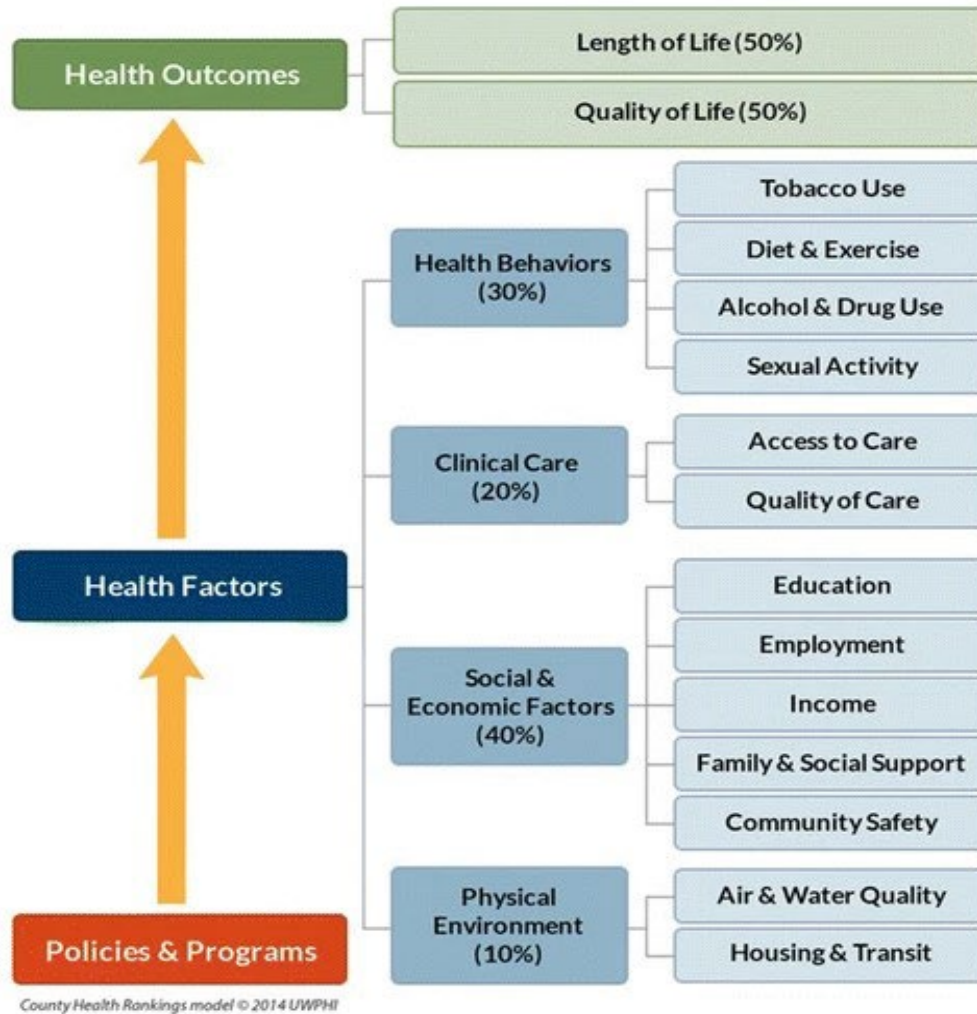 Health Outcomes
Length of Life (50%)
Quality of Life (50%)
Health Behaviors
(30%)
Tobacco Use
Diet & Exercise
Alcohol & Drug Use
Sexual Activity
Clinical Care
(20%)
Access to Care
Quality of Care
Health Factors
Social &
Economic Factors
(40%)
Education
Employment
Income
Family & Social Support
Community Safety
Physical
Environment
(10%)
Air & Water Quality
Housing & Transit
Policies & Programs
County Health Rankings model © 2014 UWPHI